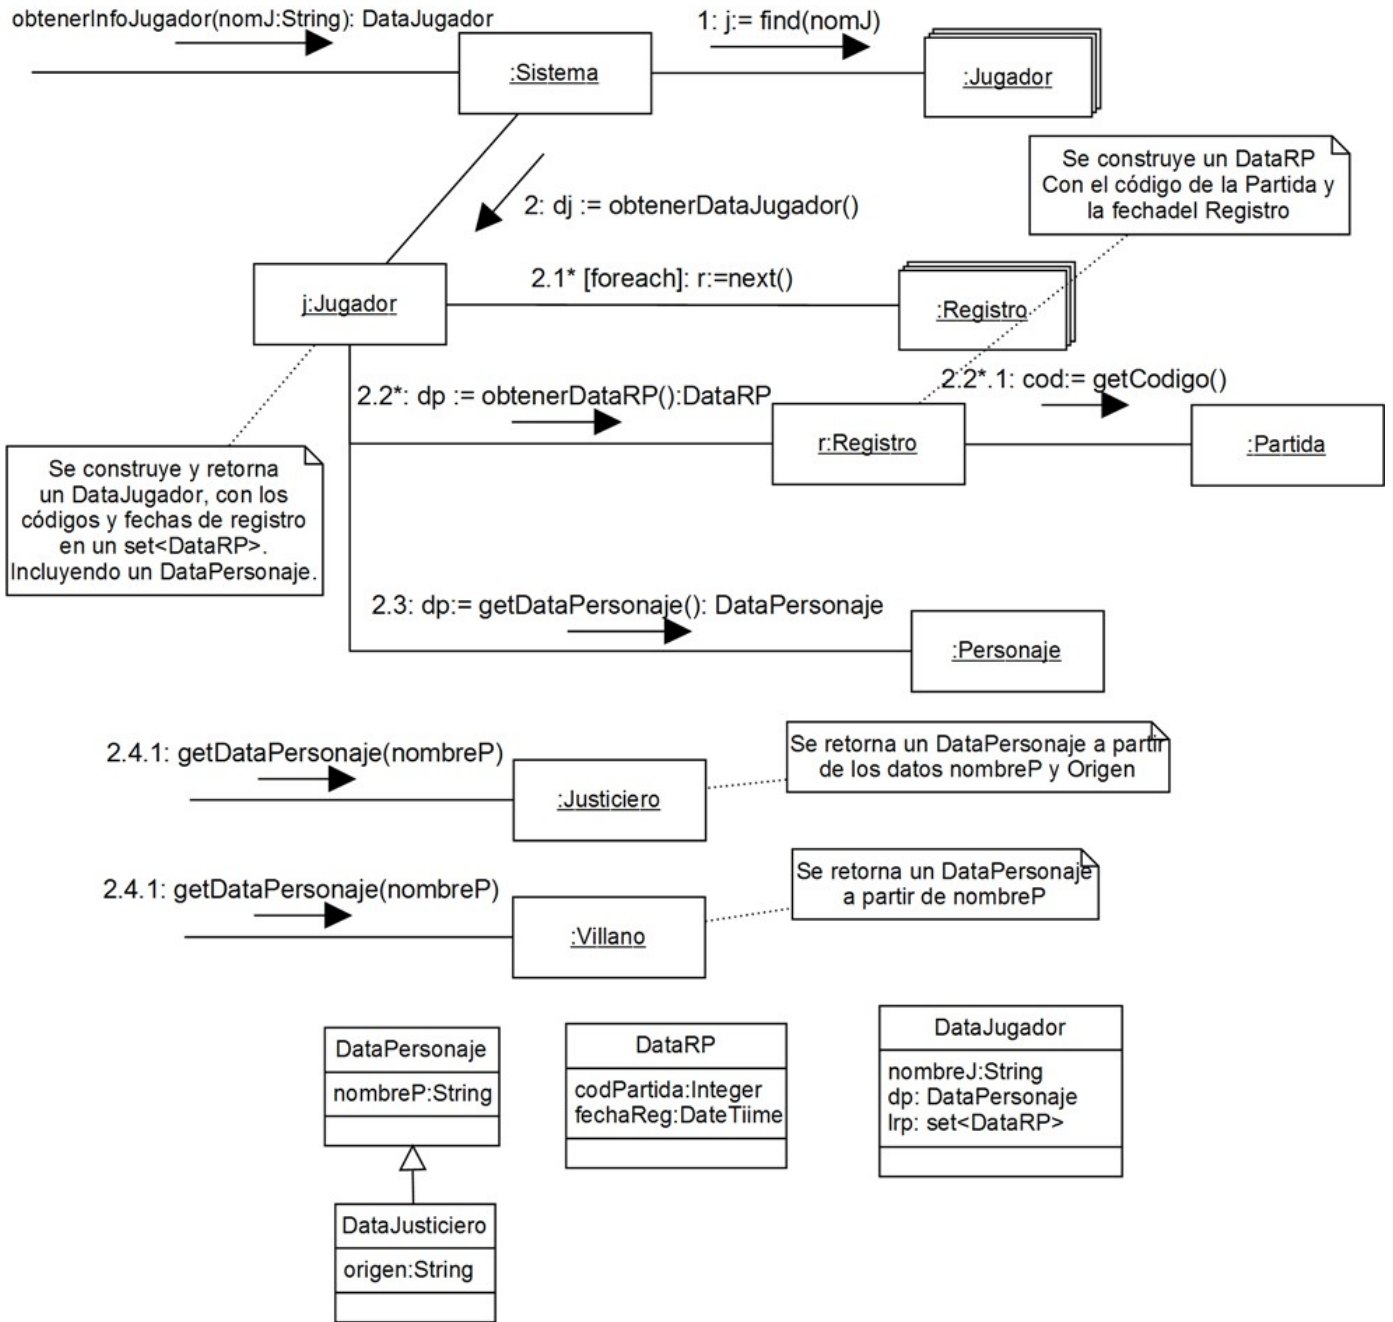 obtenerInfoJugador(nomJ:String): DataJugador
1: j:= find(nomJ)
:Sistema
:Jugador
Se construye un DataRP
Con el código de la Partida y
la fechadel Registro
2: dj := obtenerDataJugador()
j:Jugador
2.1* [foreach]: r:=next()
:Registro
2.2*: dp := obtenerDataRP():DataRP
2.2*.1: cod:= getCodigo()
r:Registro
:Partida
Se construye y retorna
un DataJugador, con los
códigos y fechas de registro
en un set<DataRP>.
Incluyendo un DataPersonaje.
2.3: dp:= getDataPersonaje(): DataPersonaje
:Personaje
2.4.1: getDataPersonaje(nombreP)
:Justiciero
Se retorna un DataPersonaje a partir
de los datos nombreP y Origen
2.4.1: getDataPersonaje(nombreP)
:Villano
Se retorna un DataPersonaje
a partir de nombreP
DataPersonaje
nombreP:String
DataRP
codPartida:Integer
fechaReg:DateTiime
DataJugador
nombreJ:String
dp: DataPersonaje
lrp: set<DataRP>
DataJusticiero
origen:String